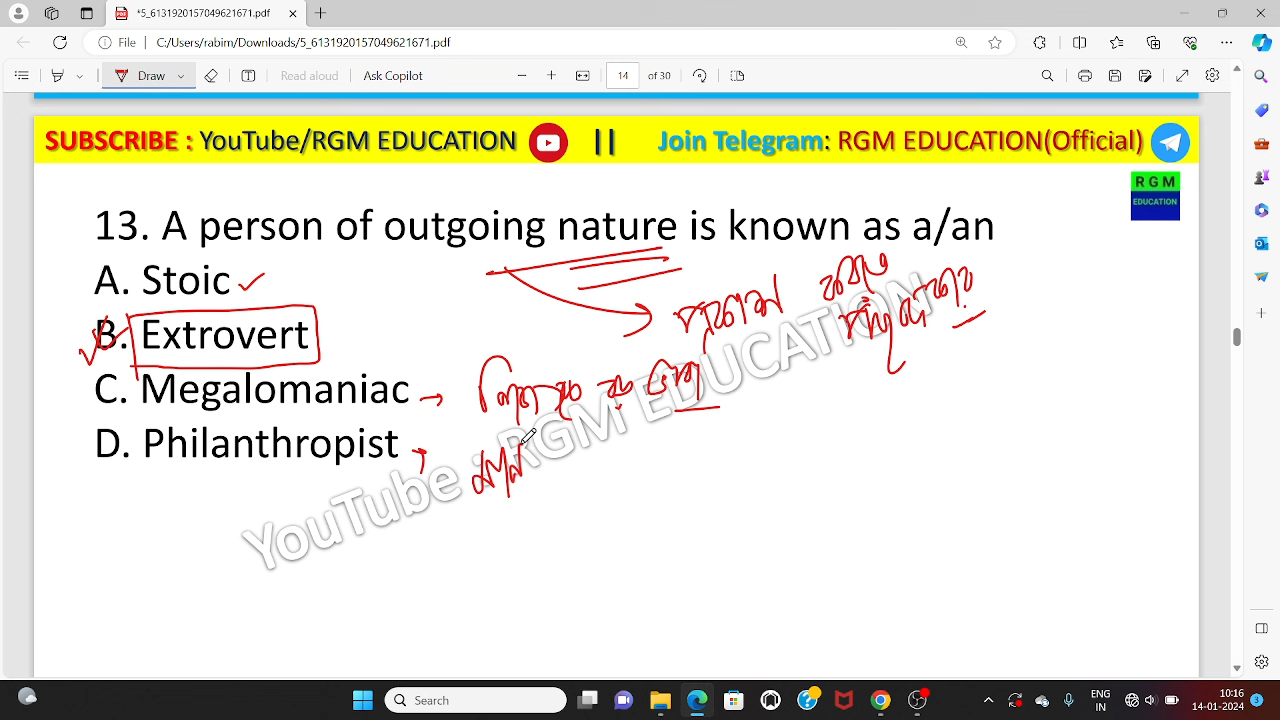 *5_6131920157049621671.pdf
File C:/Users/rabim/Downloads/5_6131920157049621671.pdf
Draw Read aloud Ask Copilot 14 of 30
SUBSCRIBE : YouTube/RGM EDUCATION || Join Telegram: RGM EDUCATION(Official)
RGM
EDUCATION
13. A person of outgoing nature is known as a/an
A. Stoic
B. Extrovert
C. Megalomaniac
D. Philanthropist
YouTube : RGM EDUCATION
Search
ENG
IN
10:16
14-01-2024